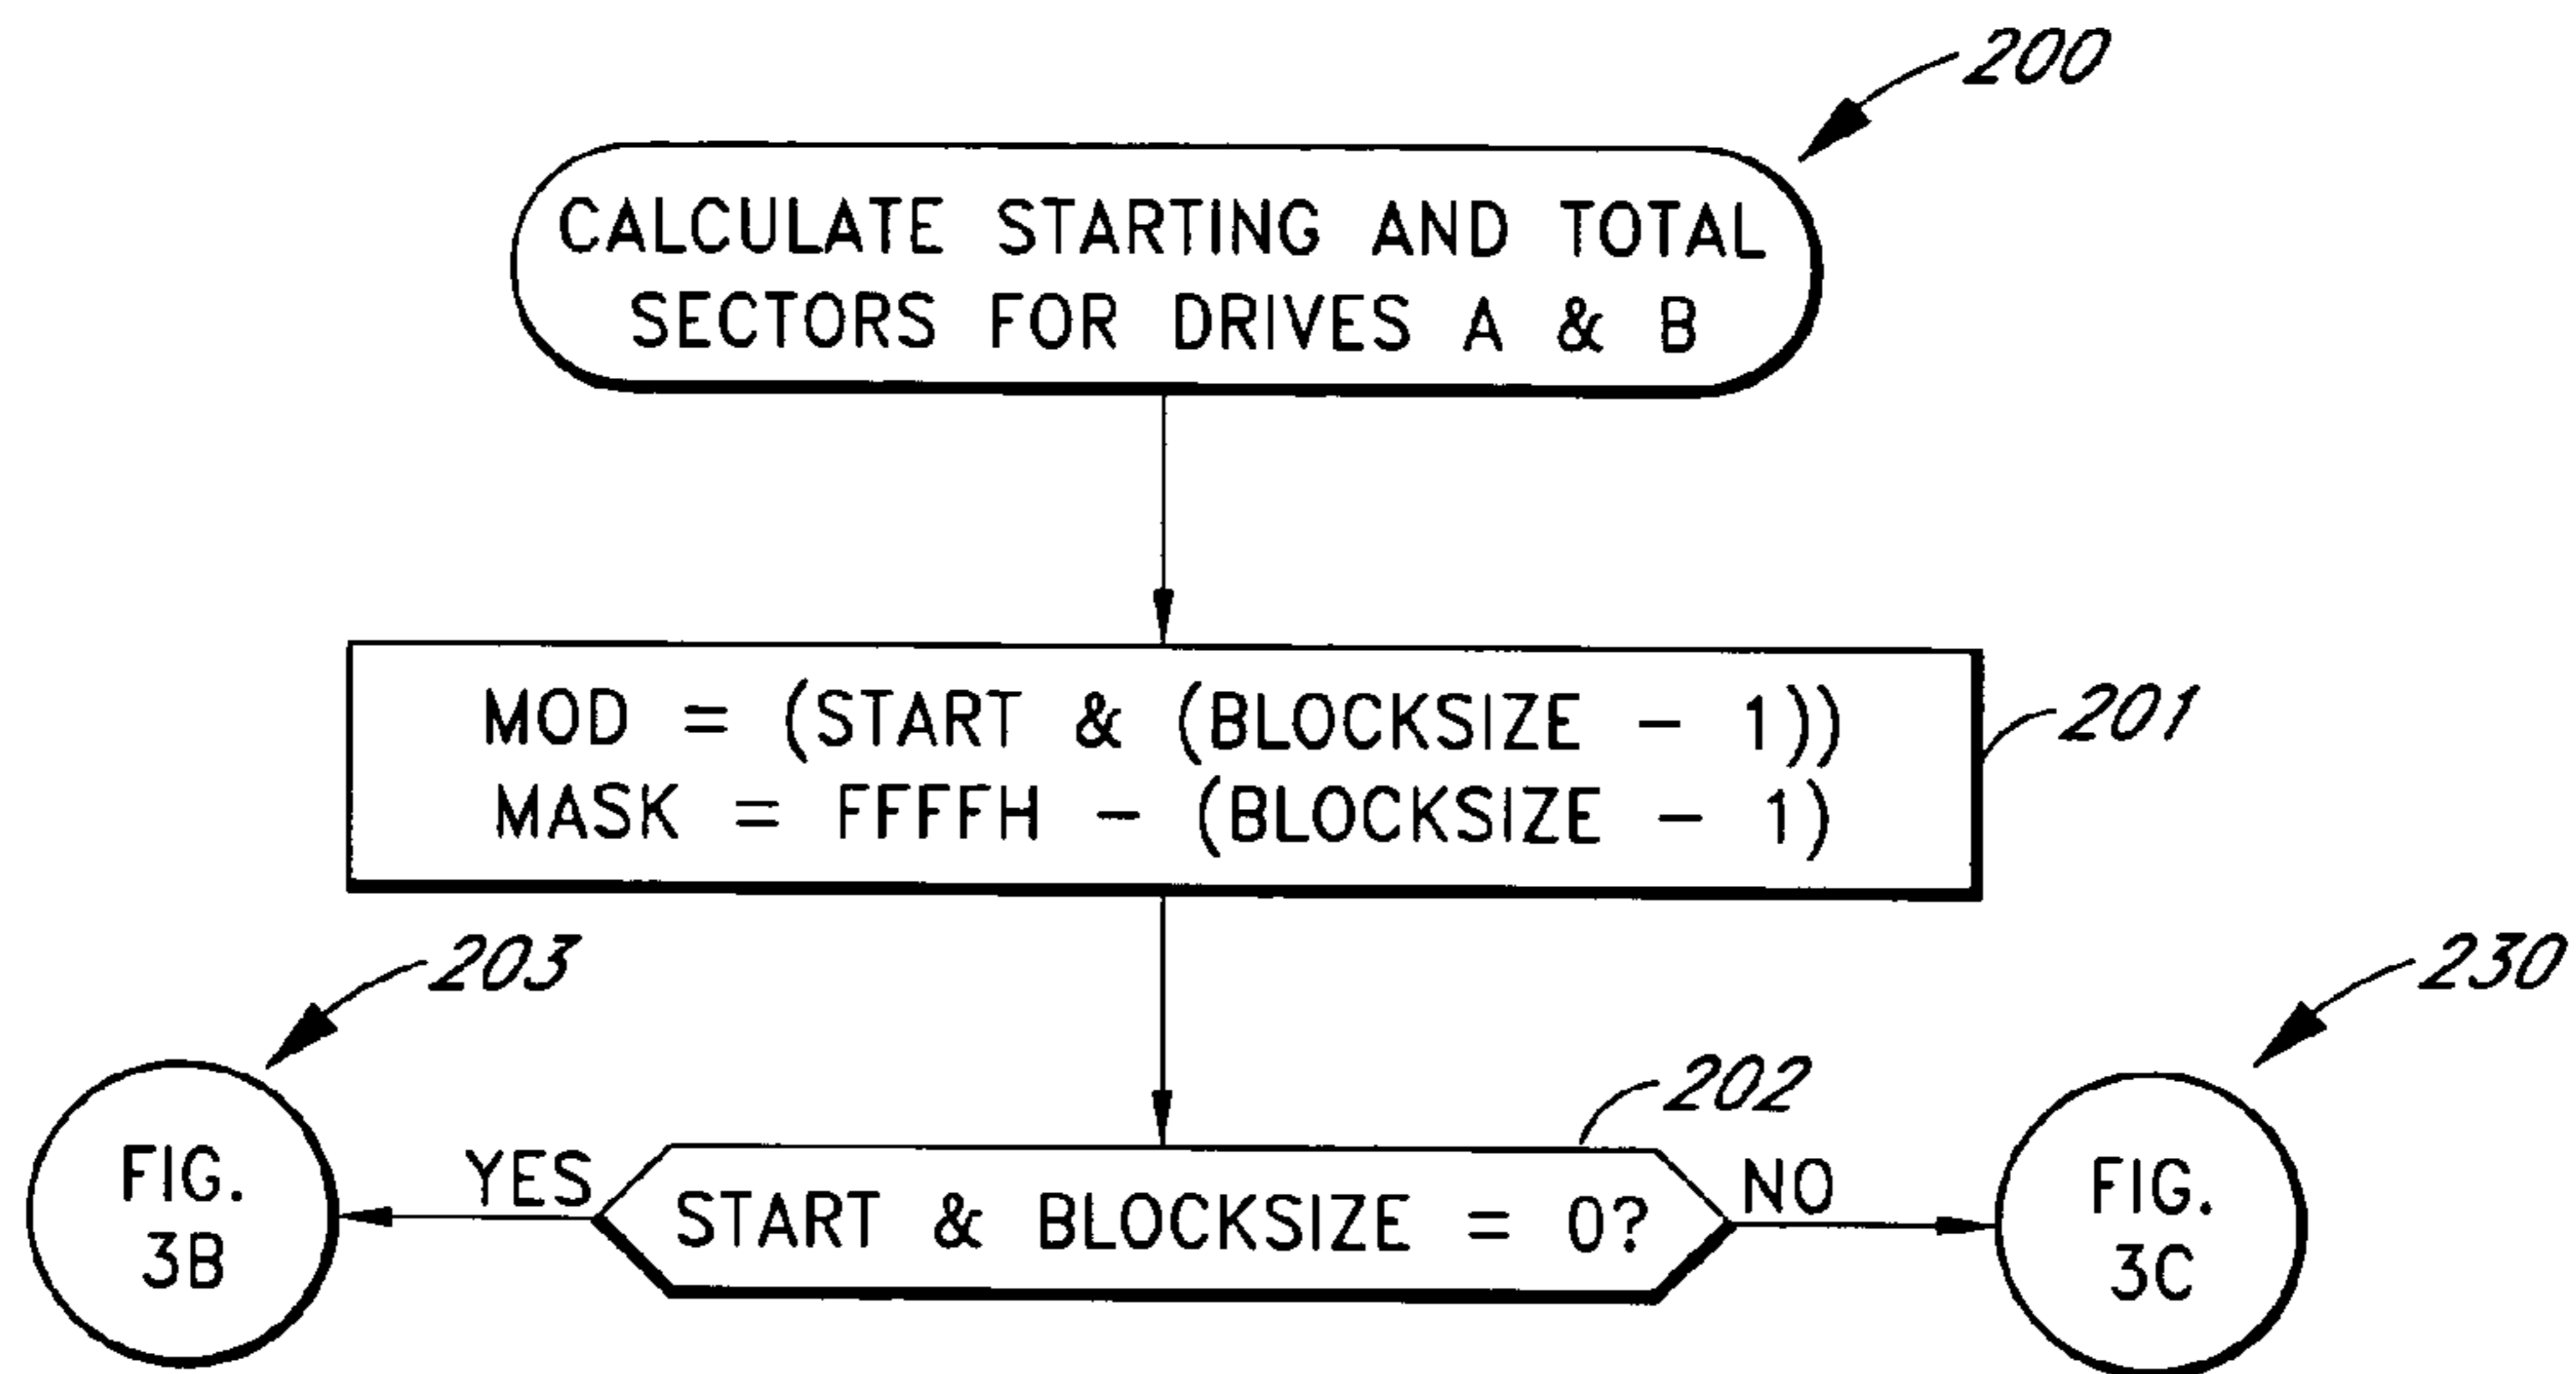 200
CALCULATE STARTING AND TOTAL
SECTORS FOR DRIVES A & B
MOD = (START & (BLOCKSIZE - 1))
MASK = FFFFH - (BLOCKSIZE - 1)
201
203
230
202
FIG.
3B
YES
START & BLOCKSIZE = 0?
NO
FIG.
3C